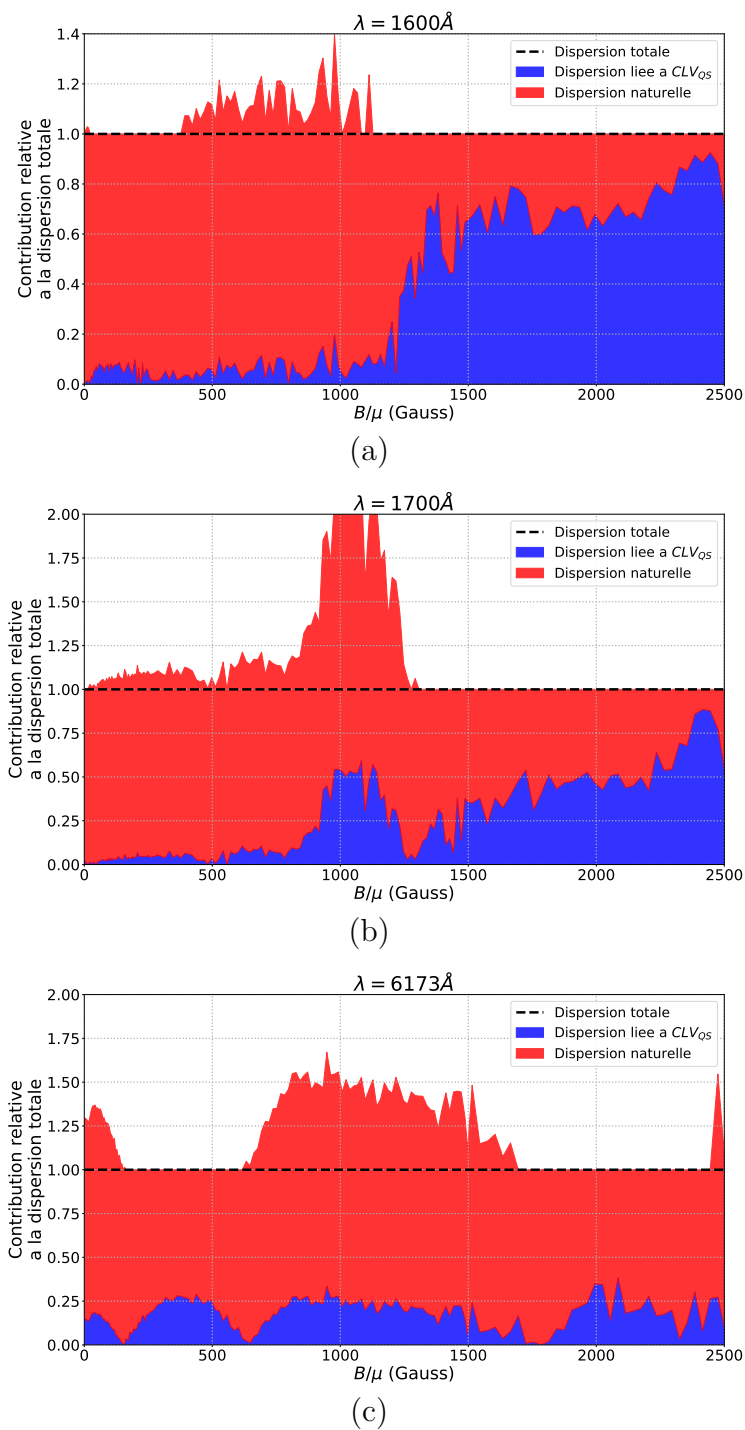 λ = 1600Å
1.4
1.2
1.0
0.8
0.6
0.4
0.2
0.0
Contribution relative
a la dispersion totale
Dispersion totale
Dispersion liee a CLV_QS
Dispersion naturelle
0 500 1000 1500 2000 2500
B/μ (Gauss)
(a)
λ = 1700Å
2.00
1.75
1.50
1.25
1.00
0.75
0.50
0.25
0.00
Contribution relative
a la dispersion totale
Dispersion totale
Dispersion liee a CLV_QS
Dispersion naturelle
0 500 1000 1500 2000 2500
B/μ (Gauss)
(b)
λ = 6173Å
2.00
1.75
1.50
1.25
1.00
0.75
0.50
0.25
0.00
Contribution relative
a la dispersion totale
Dispersion totale
Dispersion liee a CLV_QS
Dispersion naturelle
0 500 1000 1500 2000 2500
B/μ (Gauss)
(c)